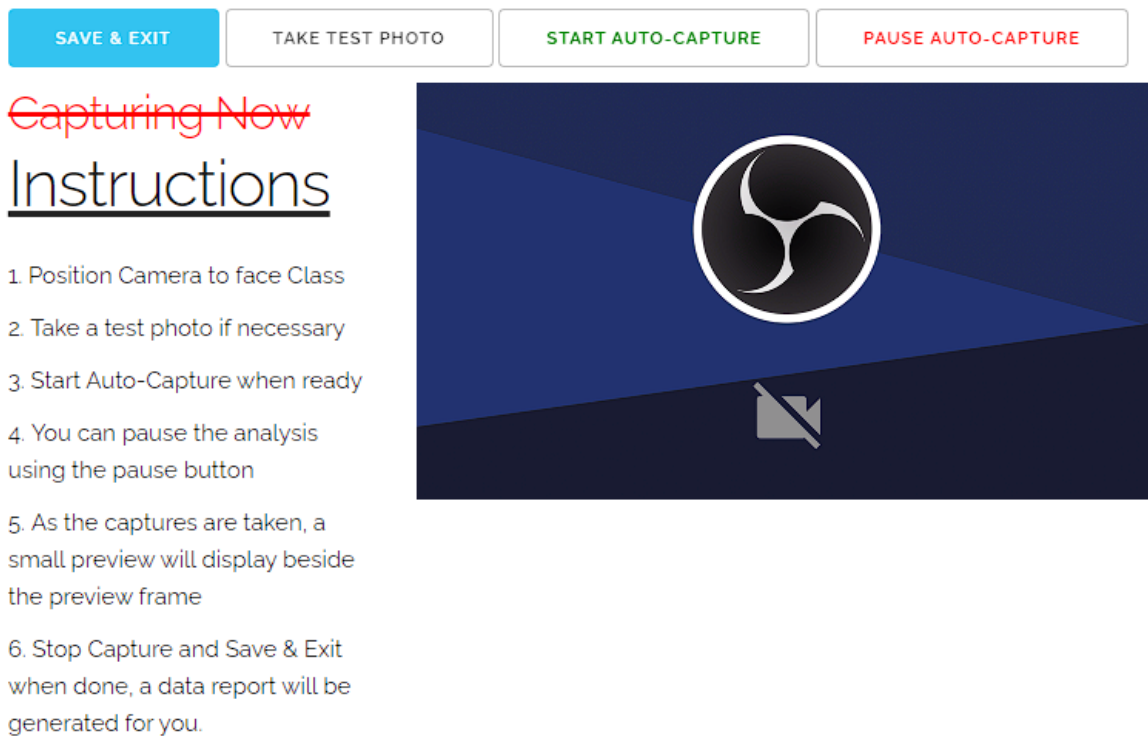 SAVE & EXIT
TAKE TEST PHOTO
START AUTO-CAPTURE
PAUSE AUTO-CAPTURE
Capturing Now
Instructions
1. Position Camera to face Class
2. Take a test photo if necessary
3. Start Auto-Capture when ready
4. You can pause the analysis
using the pause button
5. As the captures are taken, a
small preview will display beside
the preview frame
6. Stop Capture and Save & Exit
when done, a data report will be
generated for you.